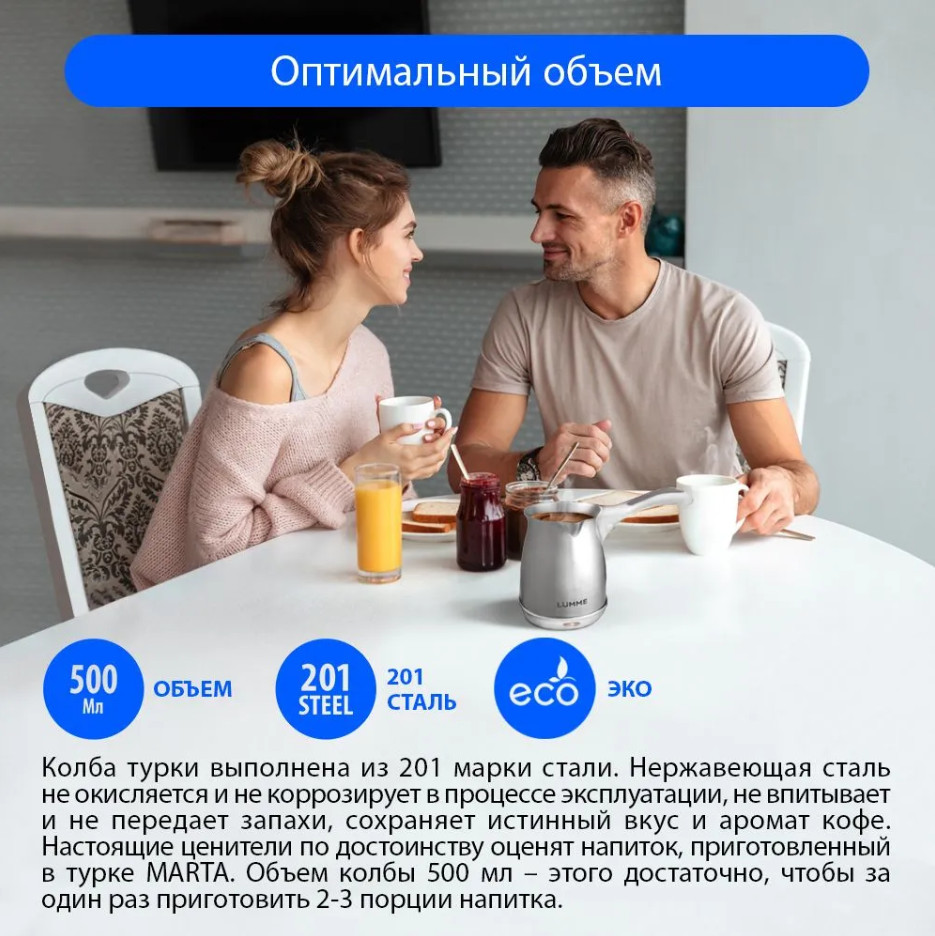 Оптимальный объем
LUMME
500
Мл
ОБЪЕМ
201
STEEL
201
СТАЛЬ
eco
ЭКО
Колба турки выполнена из 201 марки стали. Нержавеющая сталь
не окисляется и не коррозирует в процессе эксплуатации, не впитывает
и не передает запахи, сохраняет истинный вкус и аромат кофе.
Настоящие ценители по достоинству оценят напиток, приготовленный
в турке MARTA. Объем колбы 500 мл – этого достаточно, чтобы за
один раз приготовить 2-3 порции напитка.